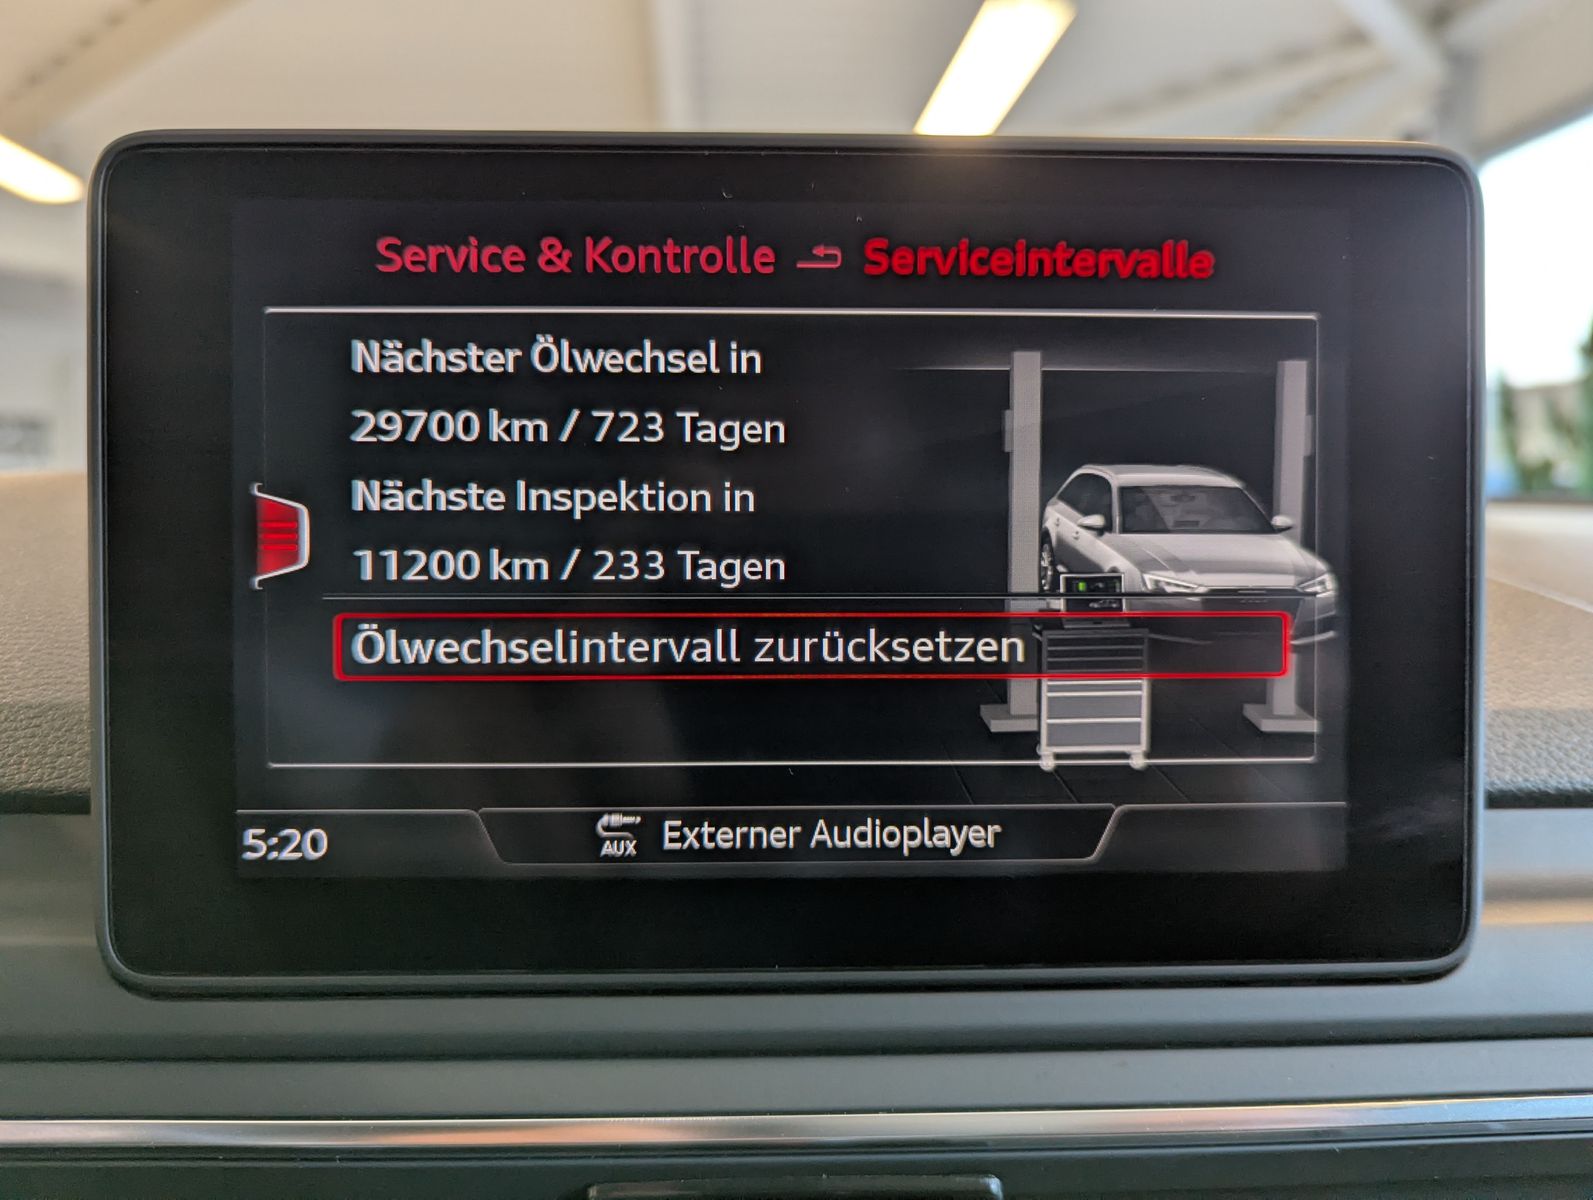 Service & Kontrolle Serviceintervalle
Nächster Ölwechsel in
29700 km / 723 Tagen
Nächste Inspektion in
11200 km / 233 Tagen
Ölwechselintervall zurücksetzen
5:20 AUX Externer Audioplayer